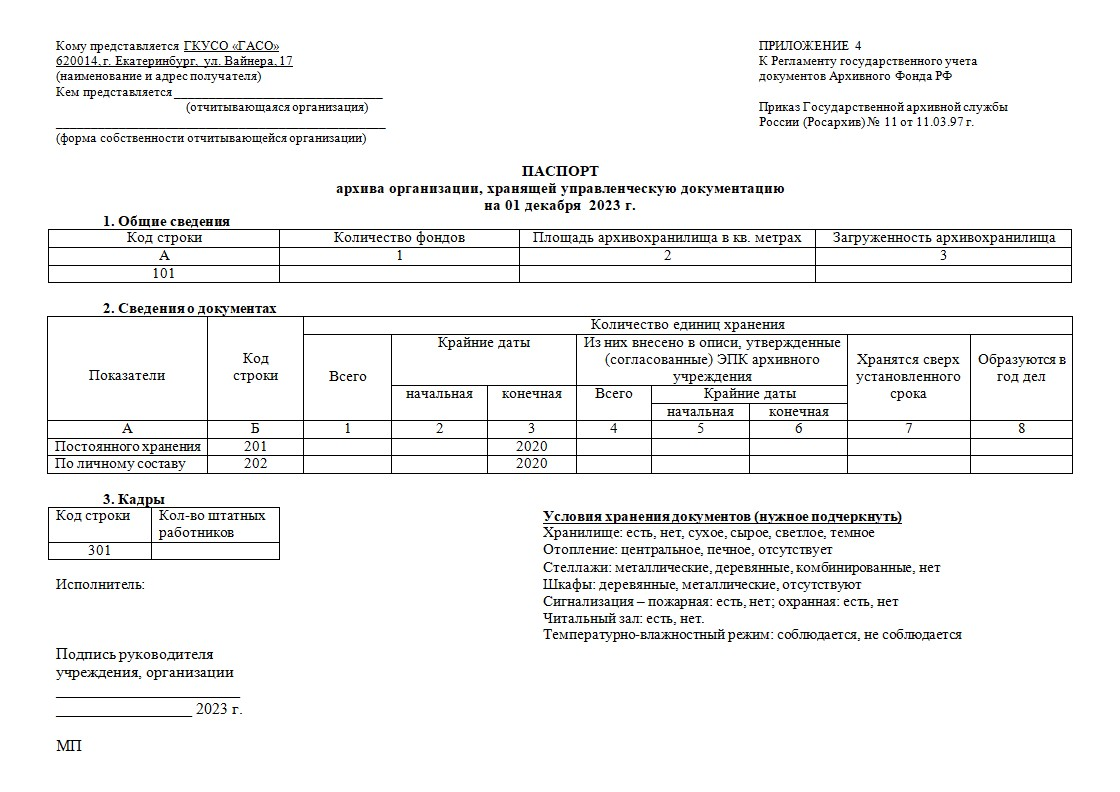 Кому представляется ГКУСО «ГАСО»
620014, г. Екатеринбург, ул. Вайнера, 17
(наименование и адрес получателя)
Кем представляется ________________________________
(отчитывающаяся организация)
___________________________________________________
(форма собственности отчитывающейся организации)
ПРИЛОЖЕНИЕ 4
К Регламенту государственного учета
документов Архивного Фонда РФ
Приказ Государственной архивной службы
России (Росархив) № 11 от 11.03.97 г.
ПАСПОРТ
архива организации, хранящей управленческую документацию
на 01 декабря 2023 г.
1. Общие сведения
Код строки Количество фондов Площадь архивохранилища в кв. метрах Загруженность архивохранилища
А 1 2 3
101
2. Сведения о документах
Показатели
Код
строки
Количество единиц хранения
Всего
Крайние даты
начальная конечная
Из них внесено в описи, утвержденные
(согласованные) ЭПК архивного
учреждения
Всего
Крайние даты
начальная конечная
Хранятся сверх
установленного
срока
Образуются в
год дел
А Б 1 2 3 4 5 6 7 8
Постоянного хранения 201 2020
По личному составу 202 2020
3. Кадры
Код строки
Кол-во штатных
работников
301
Исполнитель:
Подпись руководителя
учреждения, организации
_______________________
_________________ 2023 г.
МП
Условия хранения документов (нужное подчеркнуть)
Хранилище: есть, нет, сухое, сырое, светлое, темное
Отопление: центральное, печное, отсутствует
Стеллажи: металлические, деревянные, комбинированные, нет
Шкафы: деревянные, металлические, отсутствуют
Сигнализация – пожарная: есть, нет; охранная: есть, нет
Читальный зал: есть, нет.
Температурно-влажностный режим: соблюдается, не соблюдается